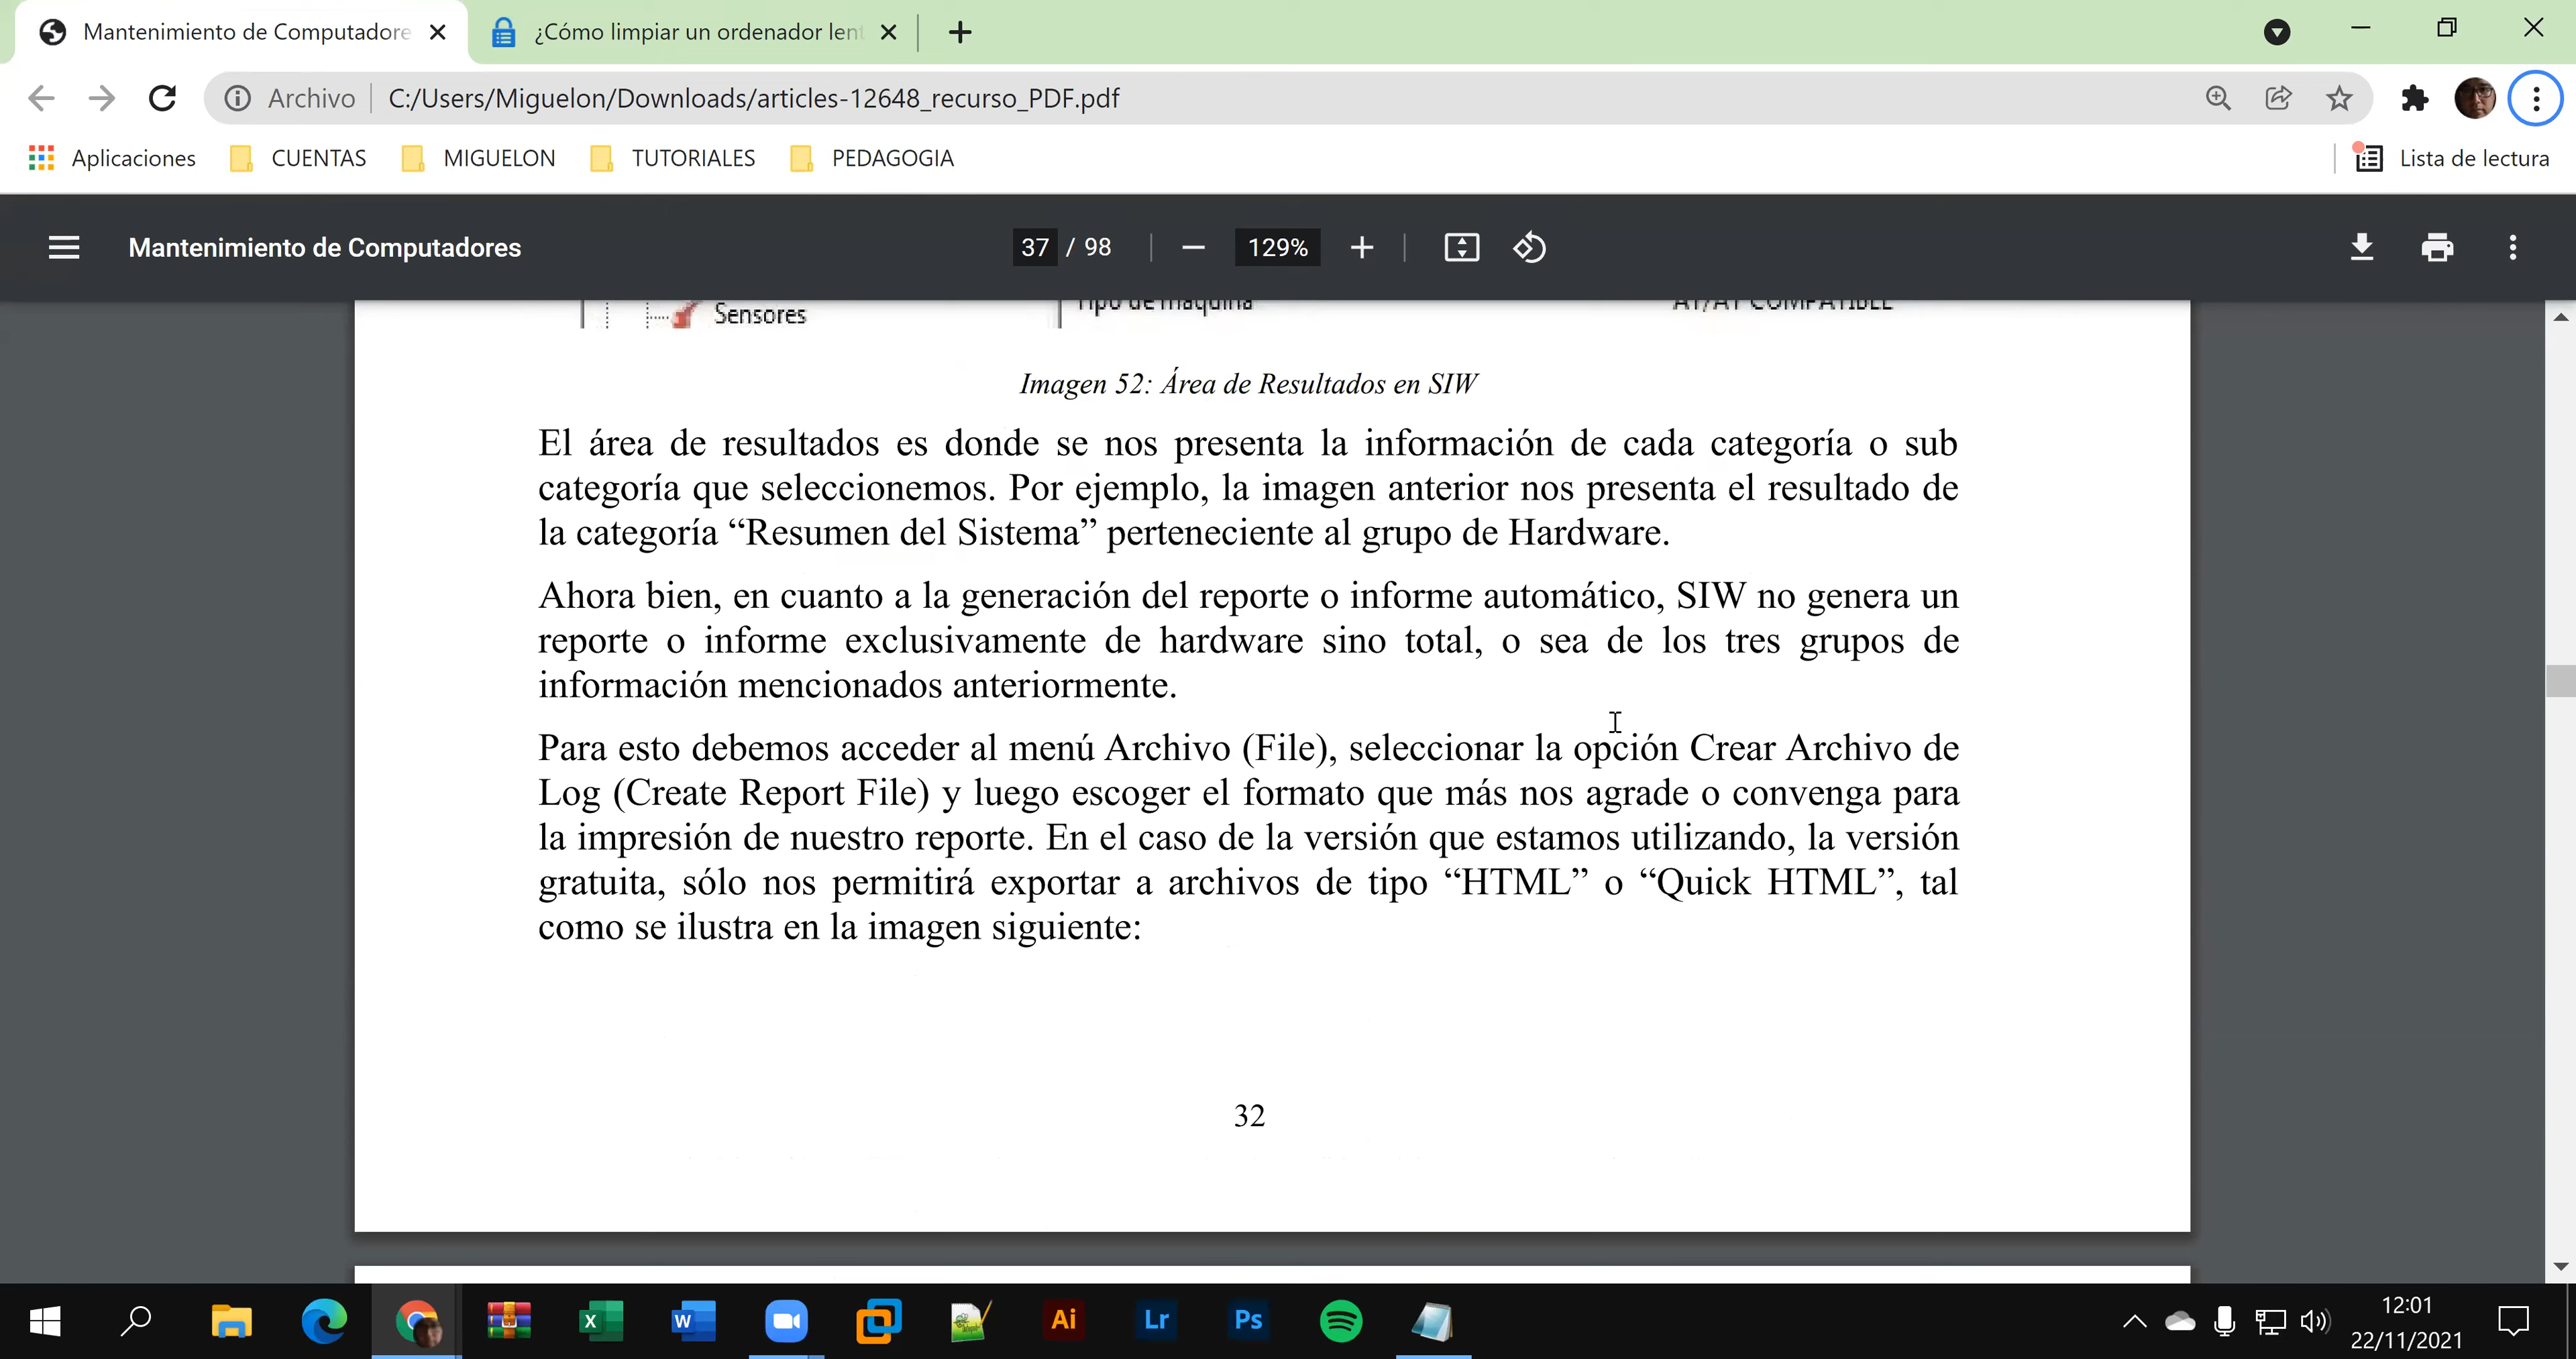 Mantenimiento de Computadore
¿Cómo limpiar un ordenador lent
Archivo
C:/Users/Miguelon/Downloads/articles-12648_recurso_PDF.pdf
Aplicaciones
CUENTAS
MIGUELON
TUTORIALES
PEDAGOGIA
Lista de lectura
Mantenimiento de Computadores
37 / 98
129%
Sensores
Tipo de máquina
AT/AT COMPATIBLE
Imagen 52: Área de Resultados en SIW
El área de resultados es donde se nos presenta la información de cada categoría o sub
categoría que seleccionemos. Por ejemplo, la imagen anterior nos presenta el resultado de
la categoría “Resumen del Sistema” perteneciente al grupo de Hardware.
Ahora bien, en cuanto a la generación del reporte o informe automático, SIW no genera un
reporte o informe exclusivamente de hardware sino total, o sea de los tres grupos de
información mencionados anteriormente.
Para esto debemos acceder al menú Archivo (File), seleccionar la opción Crear Archivo de
Log (Create Report File) y luego escoger el formato que más nos agrade o convenga para
la impresión de nuestro reporte. En el caso de la versión que estamos utilizando, la versión
gratuita, sólo nos permitirá exportar a archivos de tipo “HTML” o “Quick HTML”, tal
como se ilustra en la imagen siguiente:
32
Ai
Lr
Ps
12:01
22/11/2021